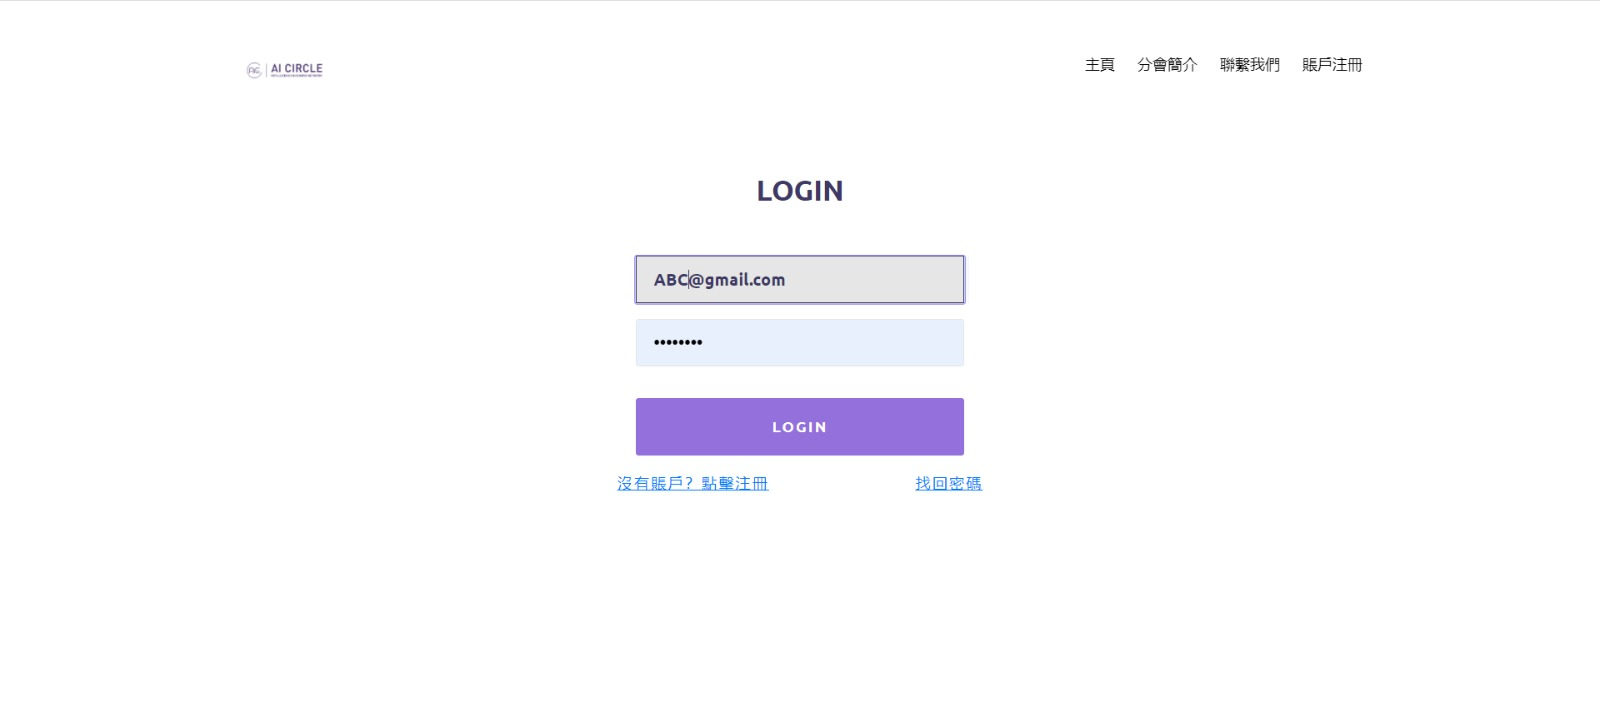 AI CIRCLE
主頁 分會簡介 聯繫我們 賬戶注冊
LOGIN
ABC@gmail.com
••••••••
LOGIN
沒有賬戶？點擊注冊 找回密碼